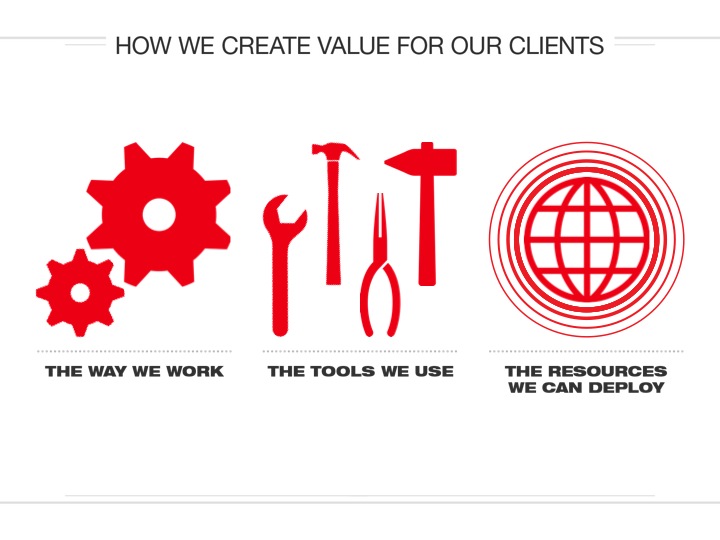 HOW WE CREATE VALUE FOR OUR CLIENTS
THE WAY WE WORK
THE TOOLS WE USE
THE RESOURCES
WE CAN DEPLOY